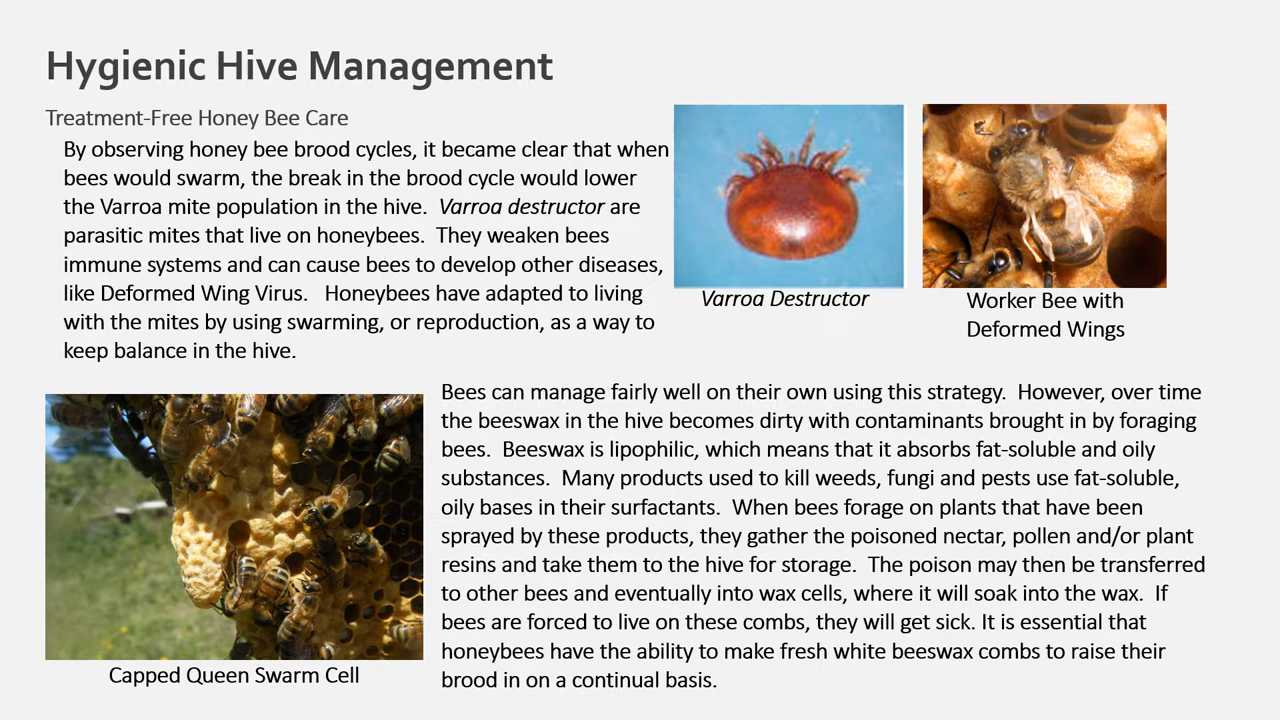 Hygienic Hive Management
Treatment-Free Honey Bee Care
By observing honey bee brood cycles, it became clear that when
bees would swarm, the break in the brood cycle would lower
the Varroa mite population in the hive.  Varroa destructor are
parasitic mites that live on honeybees.  They weaken bees
immune systems and can cause bees to develop other diseases,
like Deformed Wing Virus.   Honeybees have adapted to living
with the mites by using swarming, or reproduction, as a way to
keep balance in the hive.
Varroa Destructor
Worker Bee with
Deformed Wings
Bees can manage fairly well on their own using this strategy.  However, over time
the beeswax in the hive becomes dirty with contaminants brought in by foraging
bees.  Beeswax is lipophilic, which means that it absorbs fat-soluble and oily
substances.  Many products used to kill weeds, fungi and pests use fat-soluble,
oily bases in their surfactants.  When bees forage on plants that have been
sprayed by these products, they gather the poisoned nectar, pollen and/or plant
resins and take them to the hive for storage.  The poison may then be transferred
to other bees and eventually into wax cells, where it will soak into the wax.  If
bees are forced to live on these combs, they will get sick. It is essential that
honeybees have the ability to make fresh white beeswax combs to raise their
brood in on a continual basis.
Capped Queen Swarm Cell